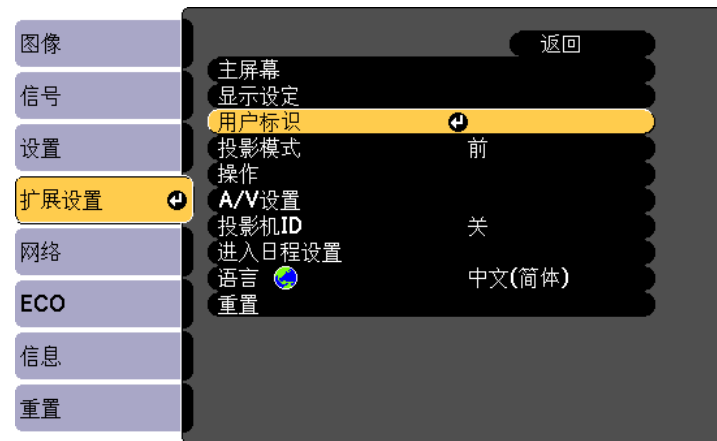 图像
信号
设置
扩展设置
网络
ECO
信息
重置
返回
主屏幕
显示设定
用户标识
投影模式 前
操作
A/V设置
投影机ID 关
进入日程设置
语言 中文(简体)
重置